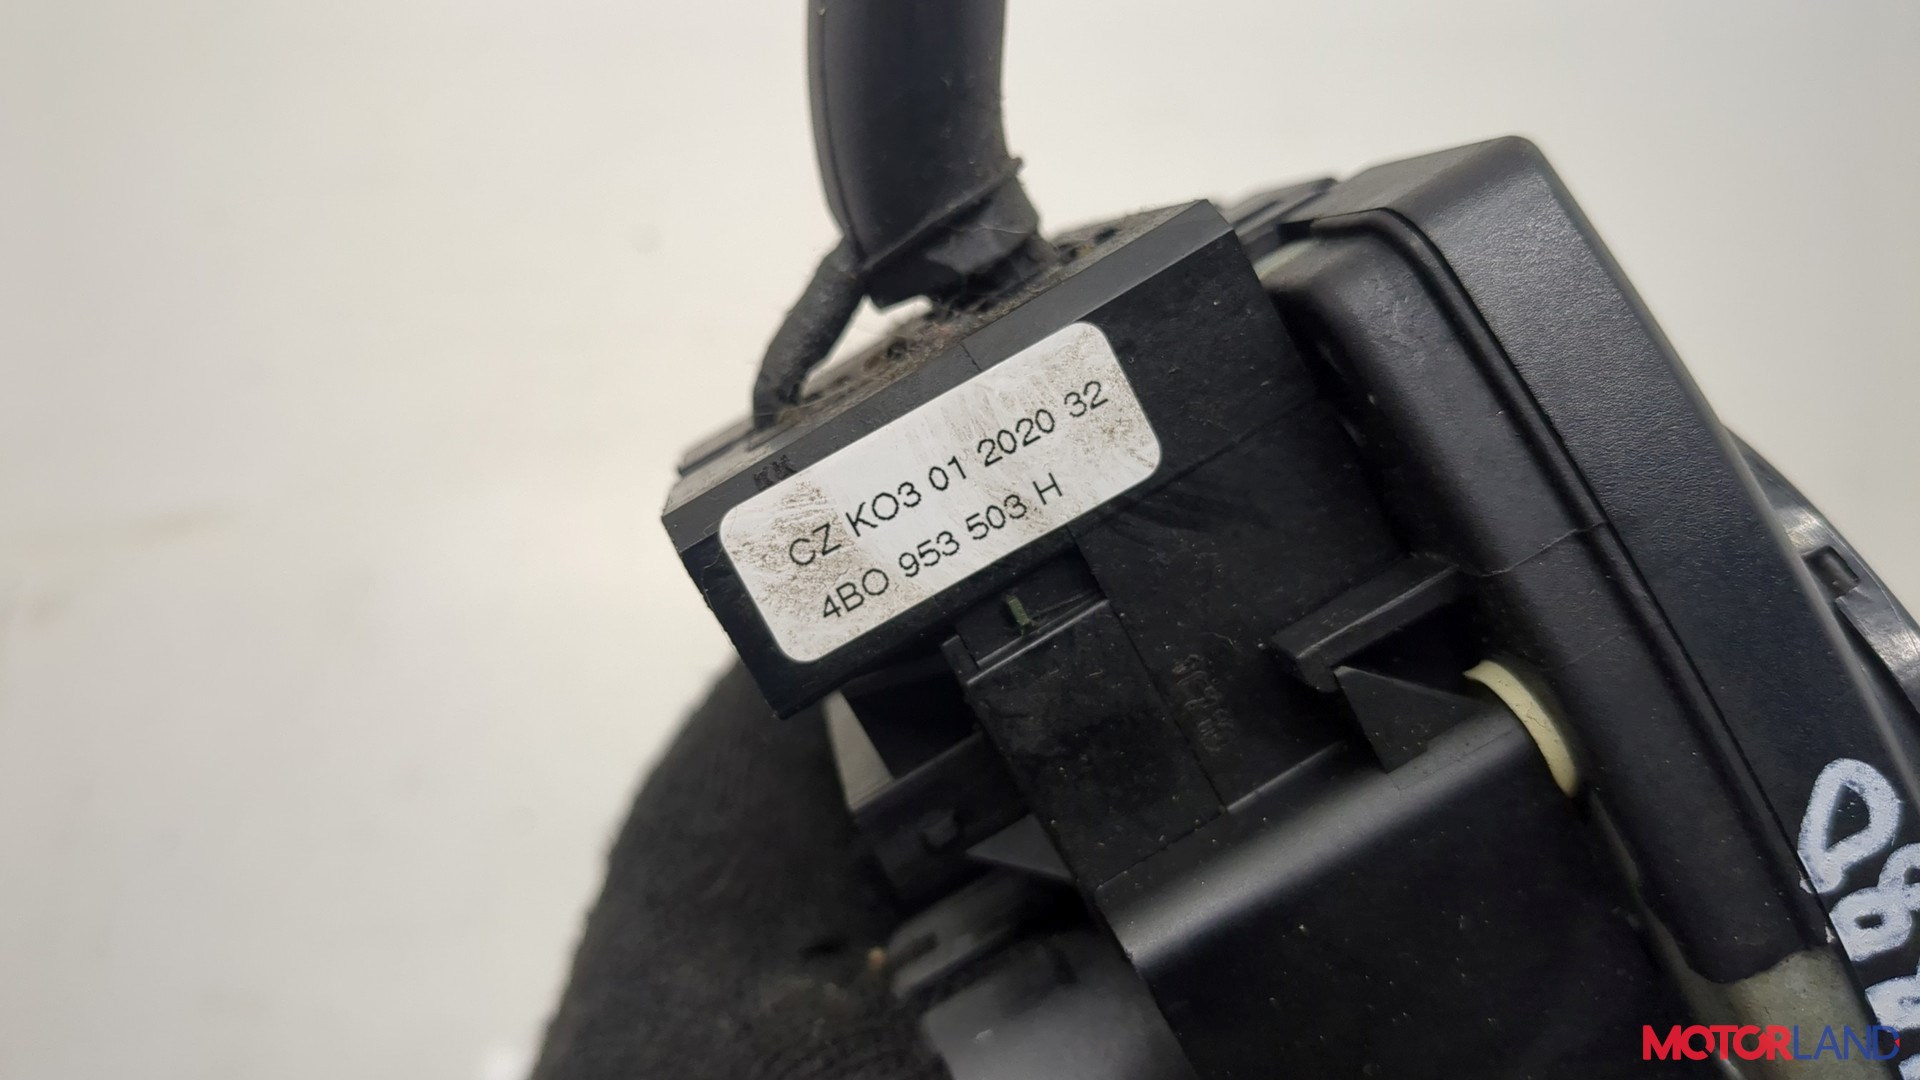 CZ KO3 01 2020 32
4BO 953 503 H
MOTORLAND